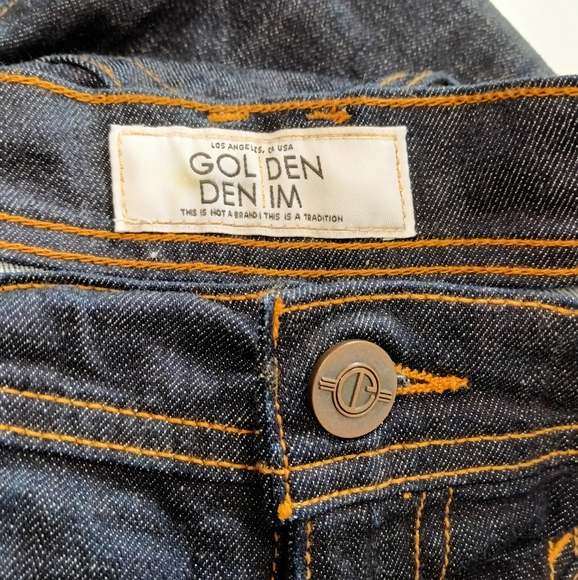 LOS ANGELES, CA USA
GOLDEN
DENIM
THIS IS NOT A BRAND | THIS IS A TRADITION